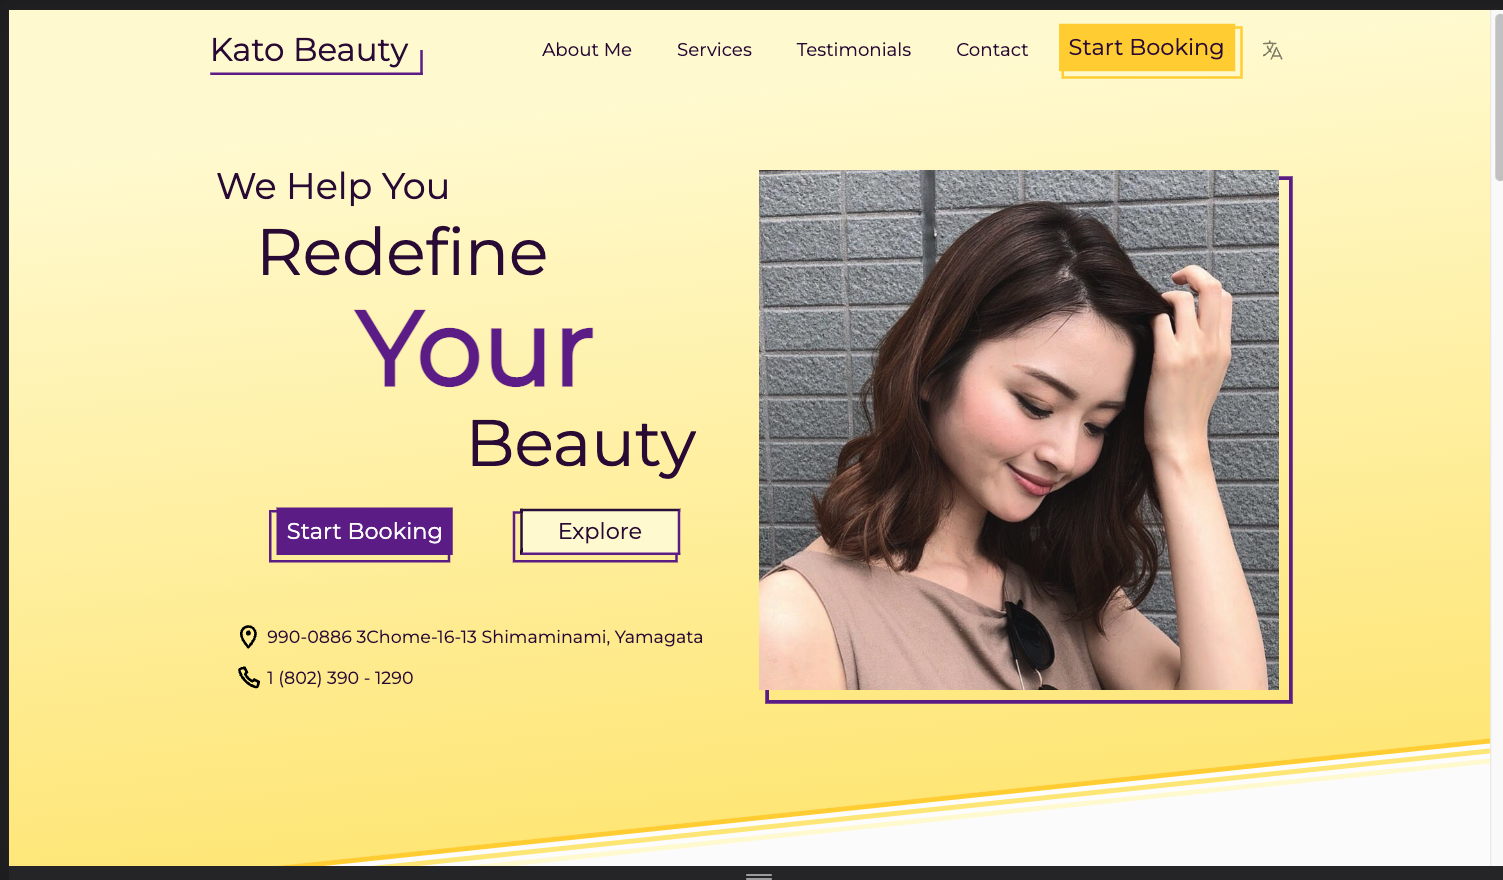 Kato Beauty
About Me
Services
Testimonials
Contact
Start Booking
We Help You
Redefine
Your
Beauty
Start Booking
Explore
990-0886 3Chome-16-13 Shimaminami, Yamagata
1 (802) 390 - 1290